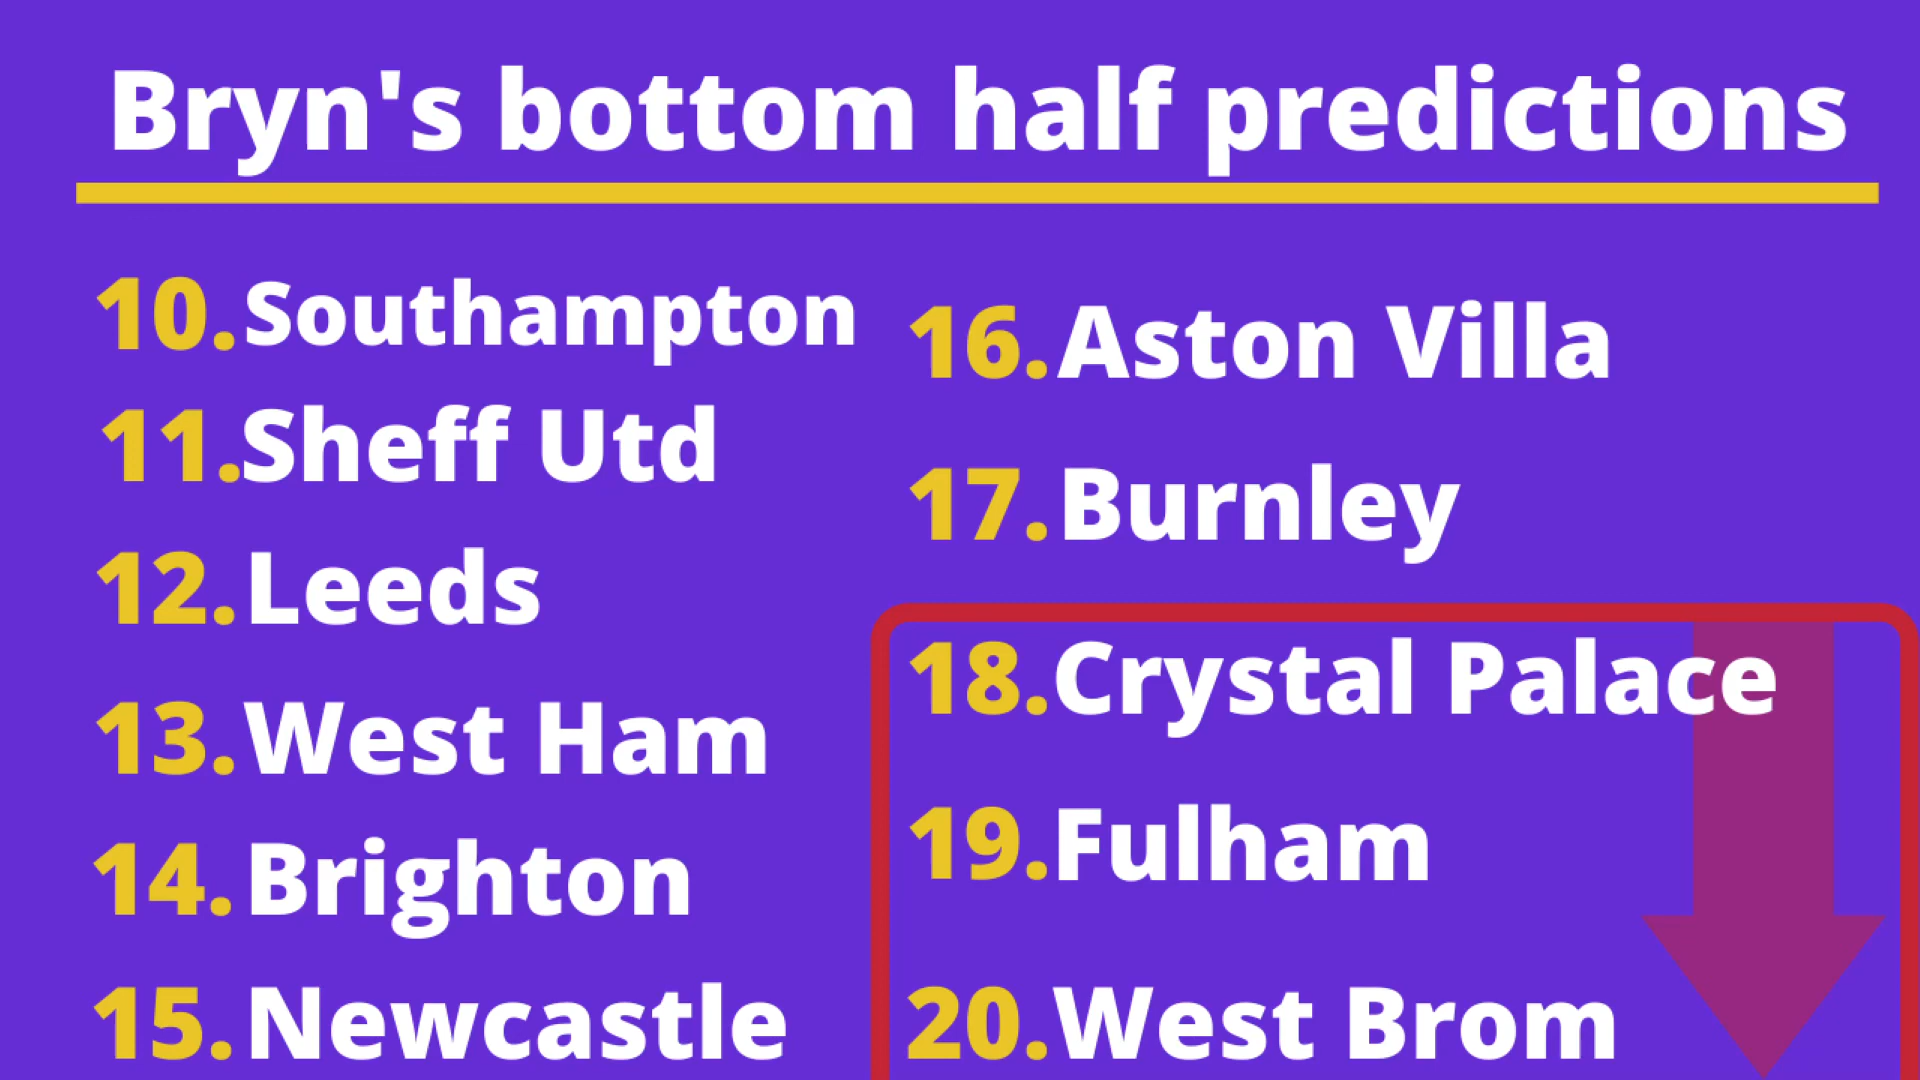 Bryn's bottom half predictions
10. Southampton
11. Sheff Utd
12. Leeds
13. West Ham
14. Brighton
15. Newcastle
16. Aston Villa
17. Burnley
18. Crystal Palace
19. Fulham
20. West Brom